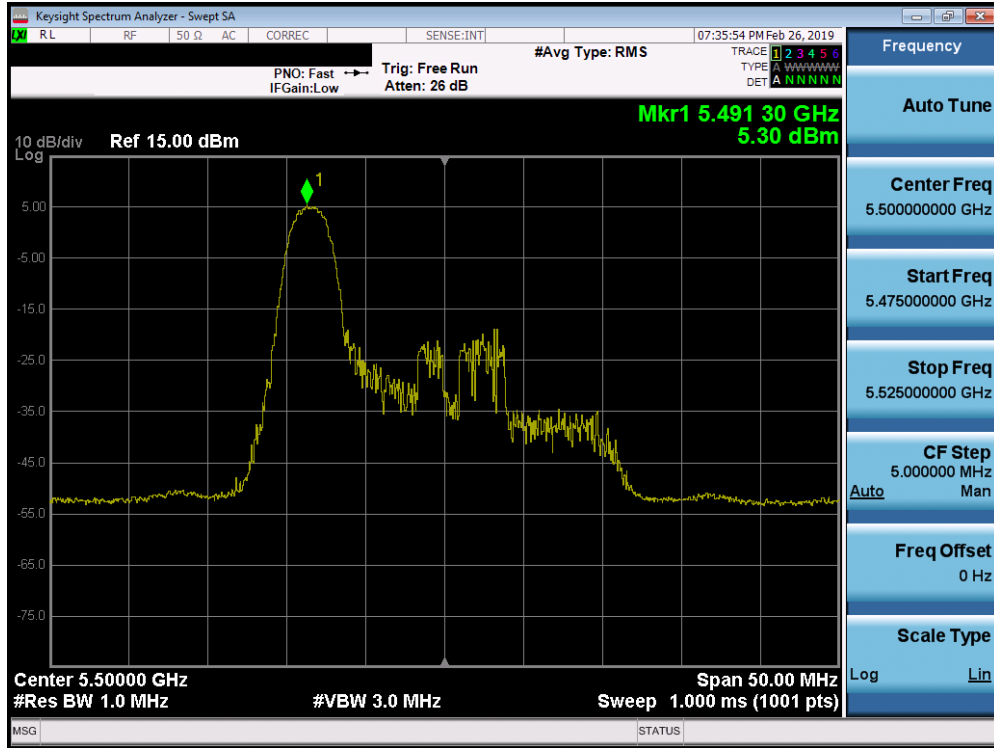 Keysight Spectrum Analyzer - Swept SA
LXI RL RF 50 Ω AC CORREC SENSE:INT 07:35:54 PM Feb 26, 2019 Frequency
#Avg Type: RMS TRACE 1 2 3 4 5 6
PNO: Fast Trig: Free Run TYPE A WWWWW
IFGain:Low Atten: 26 dB DET A N N N N N
Auto Tune
Mkr1 5.491 30 GHz
10 dB/div Ref 15.00 dBm 5.30 dBm
Log
1
Center Freq
5.500000000 GHz
5.00
-5.00
Start Freq
5.475000000 GHz
-15.0
-25.0
Stop Freq
5.525000000 GHz
-35.0
-45.0
CF Step
5.000000 MHz
Auto Man
-55.0
Freq Offset
0 Hz
-65.0
-75.0
Scale Type
Log Lin
Center 5.50000 GHz Span 50.00 MHz
#Res BW 1.0 MHz #VBW 3.0 MHz Sweep 1.000 ms (1001 pts)
MSG STATUS